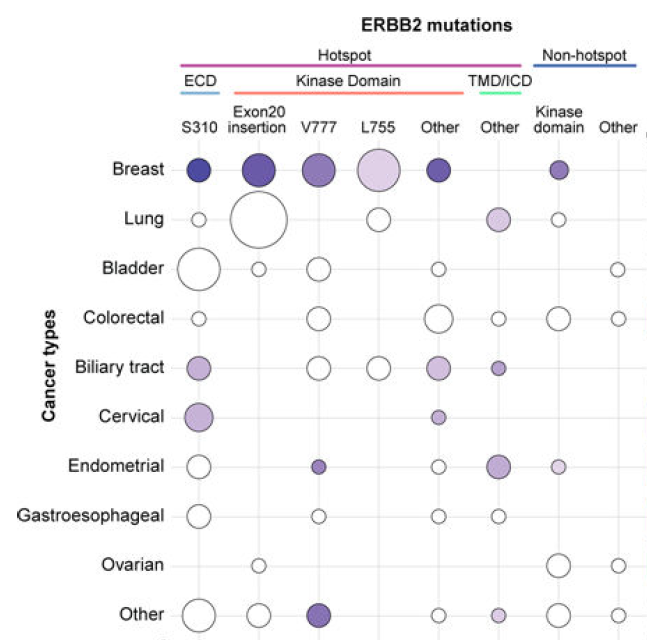 ERBB2 mutations
Hotspot Non-hotspot
ECD Kinase Domain TMD/ICD
S310 Exon20 insertion V777 L755 Other Other Kinase domain Other
Cancer types
Breast
Lung
Bladder
Colorectal
Biliary tract
Cervical
Endometrial
Gastroesophageal
Ovarian
Other